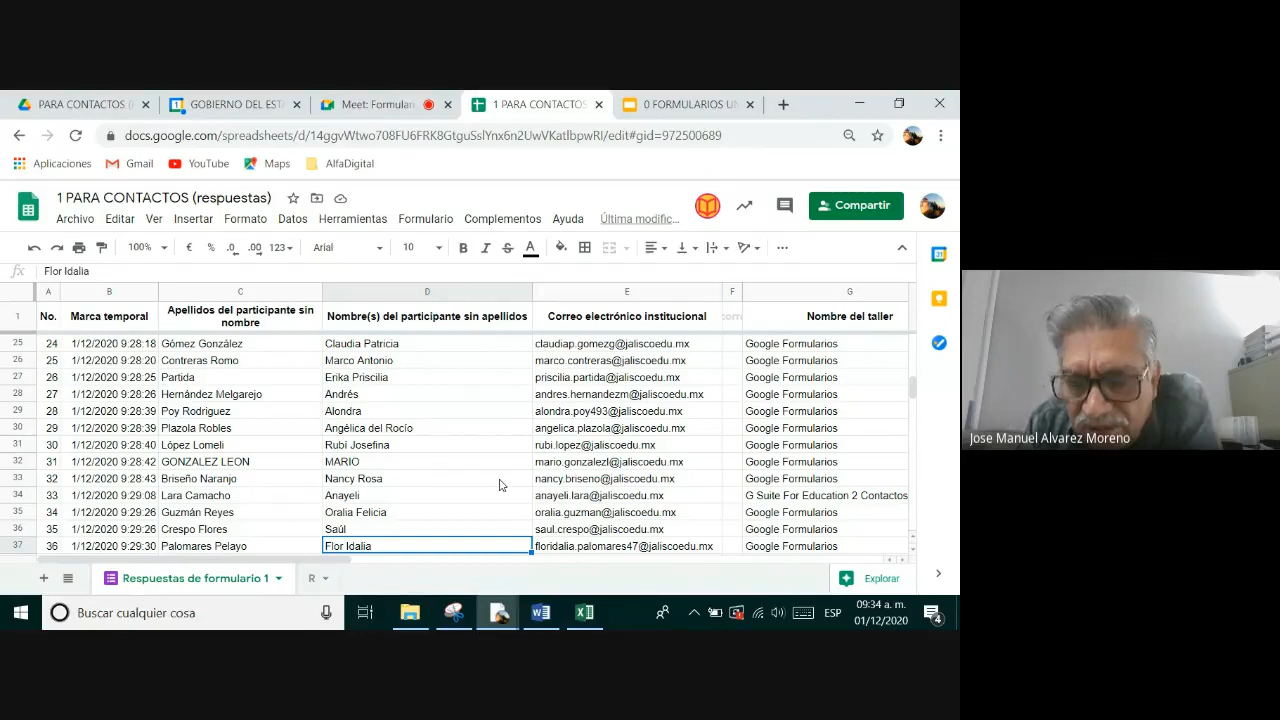 PARA CONTACTOS (
GOBIERNO DEL EST
Meet: Formulari
1 PARA CONTACTOS
0 FORMULARIOS UN
docs.google.com/spreadsheets/d/14ggvWtwo708FU6FRK8GtguSslYnx6n2UwVKatlbpwRI/edit#gid=972500689
Aplicaciones Gmail YouTube Maps AlfaDigital
1 PARA CONTACTOS (respuestas)
Compartir
Archivo Editar Ver Insertar Formato Datos Herramientas Formulario Complementos Ayuda Última modific...
100% € % .0 .00 123 Arial 10 B I S A
fx Flor Idalia
A B C D E F G
1 No. Marca temporal Apellidos del participante sin nombre Nombre(s) del participante sin apellidos Correo electrónico institucional corr Nombre del taller
25 24 1/12/2020 9:28:18 Gómez González Claudia Patricia claudiap.gomezg@jaliscoedu.mx Google Formularios
26 25 1/12/2020 9:28:20 Contreras Romo Marco Antonio marco.contreras@jaliscoedu.mx Google Formularios
27 26 1/12/2020 9:28:25 Partida Erika Priscilia priscilia.partida@jaliscoedu.mx Google Formularios
28 27 1/12/2020 9:28:26 Hernández Melgarejo Andrés andres.hernandezm@jaliscoedu.mx Google Formularios
29 28 1/12/2020 9:28:39 Poy Rodriguez Alondra alondra.poy493@jaliscoedu.mx Google Formularios
30 29 1/12/2020 9:28:39 Plazola Robles Angélica del Rocío angelica.plazola@jaliscoedu.mx Google Formularios
31 30 1/12/2020 9:28:40 López Lomeli Rubí Josefina rubi.lopez@jaliscoedu.mx Google Formularios
32 31 1/12/2020 9:28:42 GONZALEZ LEON MARIO mario.gonzalezl@jaliscoedu.mx Google Formularios
33 32 1/12/2020 9:28:43 Briseño Naranjo Nancy Rosa nancy.briseno@jaliscoedu.mx Google Formularios
34 33 1/12/2020 9:29:08 Lara Camacho Anayeli anayeli.lara@jaliscoedu.mx G Suite For Education 2 Contactos
35 34 1/12/2020 9:29:26 Guzmán Reyes Oralia Felicia oralia.guzman@jaliscoedu.mx Google Formularios
36 35 1/12/2020 9:29:26 Crespo Flores Saúl saul.crespo@jaliscoedu.mx Google Formularios
37 36 1/12/2020 9:29:30 Palomares Pelayo Flor Idalia floridalia.palomares47@jaliscoedu.mx Google Formularios
Respuestas de formulario 1 R Explorar
Buscar cualquier cosa
ESP
09:34 a. m.
01/12/2020
4
Jose Manuel Alvarez Moreno